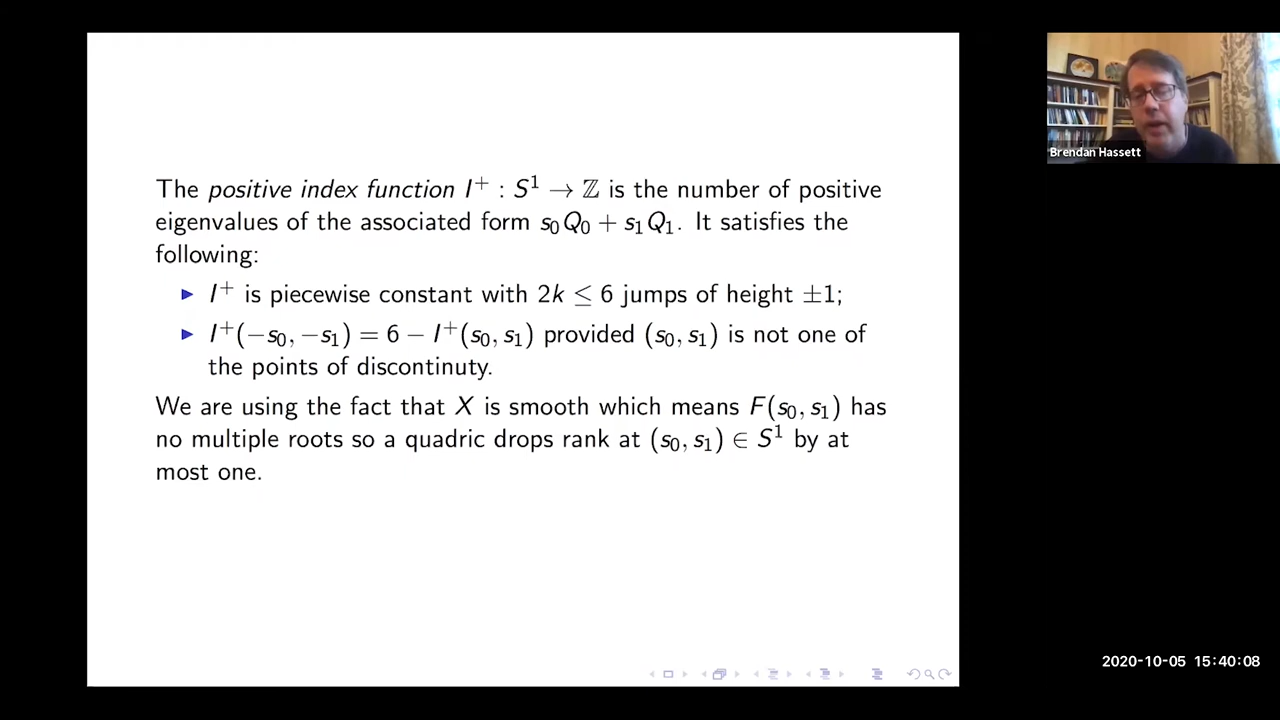 The positive index function I⁺ : S¹ → ℤ is the number of positive
eigenvalues of the associated form s₀Q₀ + s₁Q₁. It satisfies the
following:
▶ I⁺ is piecewise constant with 2k ≤ 6 jumps of height ±1;
▶ I⁺(−s₀, −s₁) = 6 − I⁺(s₀, s₁) provided (s₀, s₁) is not one of
the points of discontinuty.
We are using the fact that X is smooth which means F(s₀, s₁) has
no multiple roots so a quadric drops rank at (s₀, s₁) ∈ S¹ by at
most one.
Brendan Hassett
2020-10-05 15:40:08